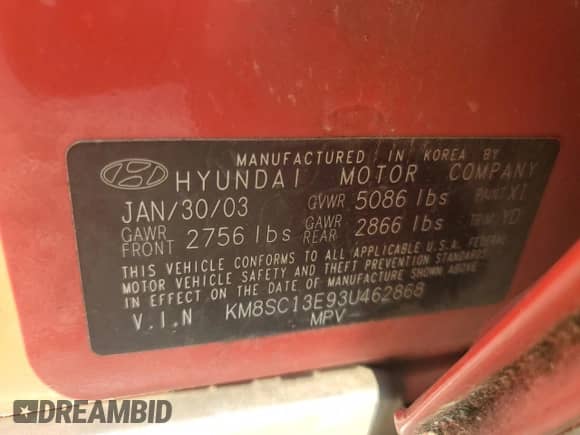 MANUFACTURED IN KOREA BY
HYUNDAI MOTOR COMPANY
JAN/30/03 GVWR 5086 lbs PAINT XI
GAWR FRONT 2756 lbs GAWR REAR 2866 lbs TRIM YD
THIS VEHICLE CONFORMS TO ALL APPLICABLE U.S.A. FEDERAL
MOTOR VEHICLE SAFETY AND THEFT PREVENTION STANDARDS
IN EFFECT ON THE DATE OF MANUFACTURE SHOWN ABOVE.
V.I.N KM8SC13E93U462868
MPV
DREAMBID